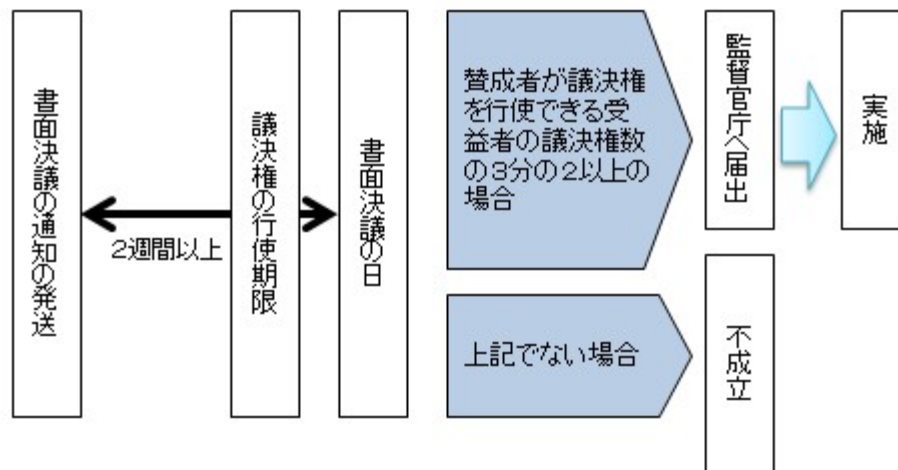 書面決議の通知の発送
2週間以上
議決権の行使期限
書面決議の日
賛成者が議決権
を行使できる受
益者の議決権数
の3分の2以上の
場合
監督官庁へ届出
実施
上記でない場合
不成立